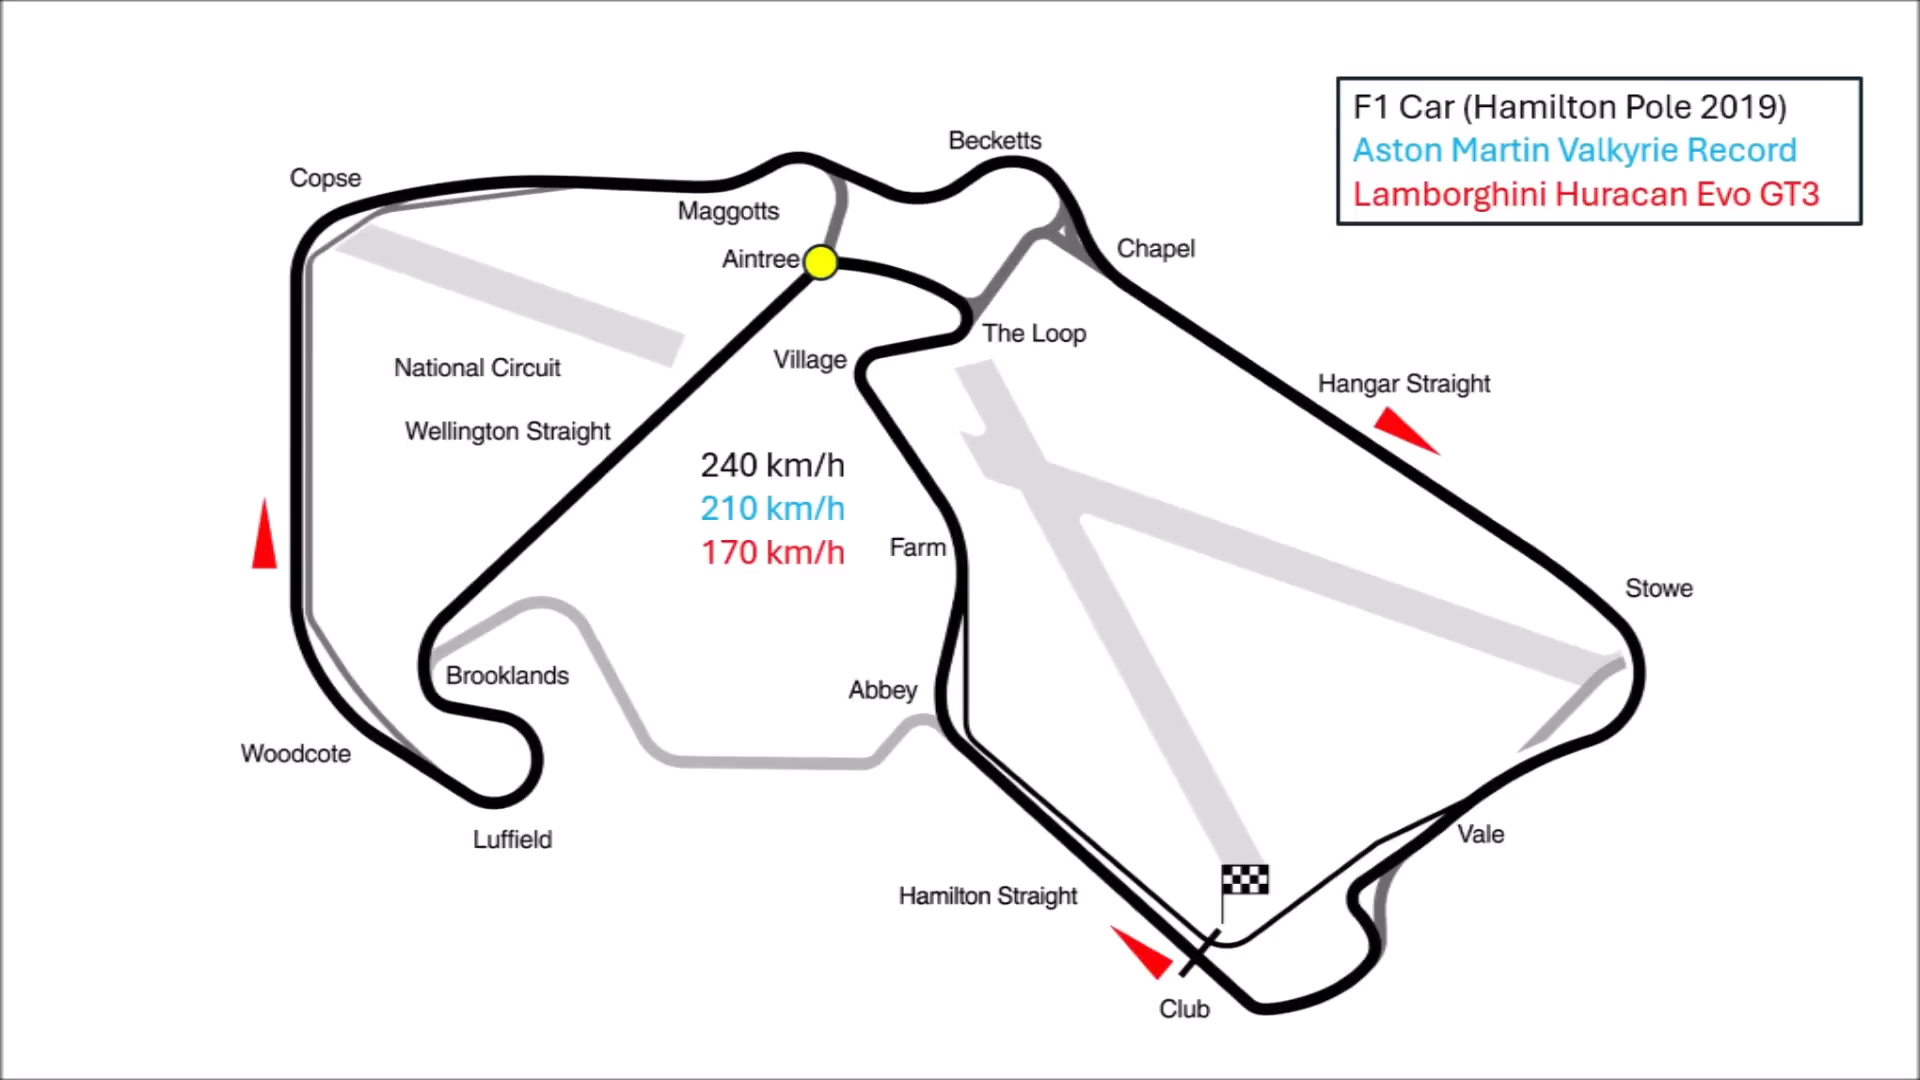 F1 Car (Hamilton Pole 2019)
Aston Martin Valkyrie Record
Lamborghini Huracan Evo GT3
Becketts
Copse
Maggotts
Aintree
Chapel
The Loop
Village
National Circuit
Hangar Straight
Wellington Straight
240 km/h
210 km/h
170 km/h
Farm
Stowe
Brooklands
Abbey
Woodcote
Luffield
Vale
Hamilton Straight
Club